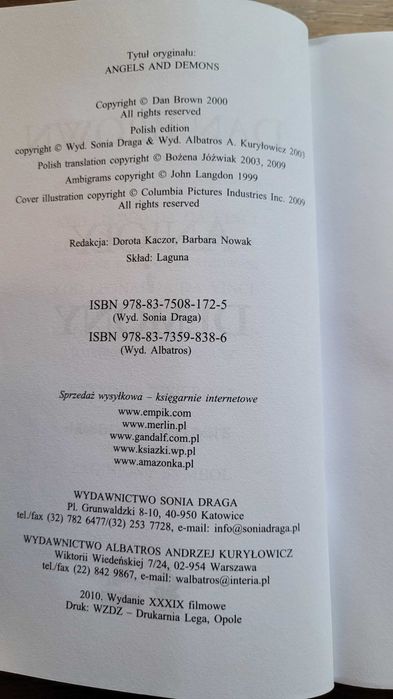 Tytuł oryginału:
ANGELS AND DEMONS
Copyright © Dan Brown 2000
All rights reserved
Polish edition
copyright © Wyd. Sonia Draga & Wyd. Albatros A. Kuryłowicz 2003
Polish translation copyright © Bożena Jóźwiak 2003, 2009
Ambigrams copyright © John Langdon 1999
Cover illustration copyright © Columbia Pictures Industries Inc. 2009
All rights reserved
Redakcja: Dorota Kaczor, Barbara Nowak
Skład: Laguna
ISBN 978-83-7508-172-5
(Wyd. Sonia Draga)
ISBN 978-83-7359-838-6
(Wyd. Albatros)
Sprzedaż wysyłkowa – księgarnie internetowe
www.empik.com
www.merlin.pl
www.gandalf.com.pl
www.ksiazki.wp.pl
www.amazonka.pl
WYDAWNICTWO SONIA DRAGA
Pl. Grunwaldzki 8-10, 40-950 Katowice
tel./fax (32) 782 6477/(32) 253 7728, e-mail: info@soniadraga.pl
WYDAWNICTWO ALBATROS ANDRZEJ KURYŁOWICZ
Wiktorii Wiedeńskiej 7/24, 02-954 Warszawa
tel./fax (22) 842 9867, e-mail: walbatros@interia.pl
2010. Wydanie XXXIX filmowe
Druk: WZDZ – Drukarnia Lega, Opole